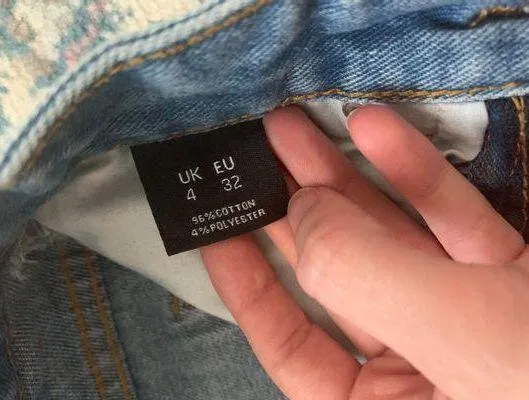 UK EU
4 32
96%COTTON
4%POLYESTER